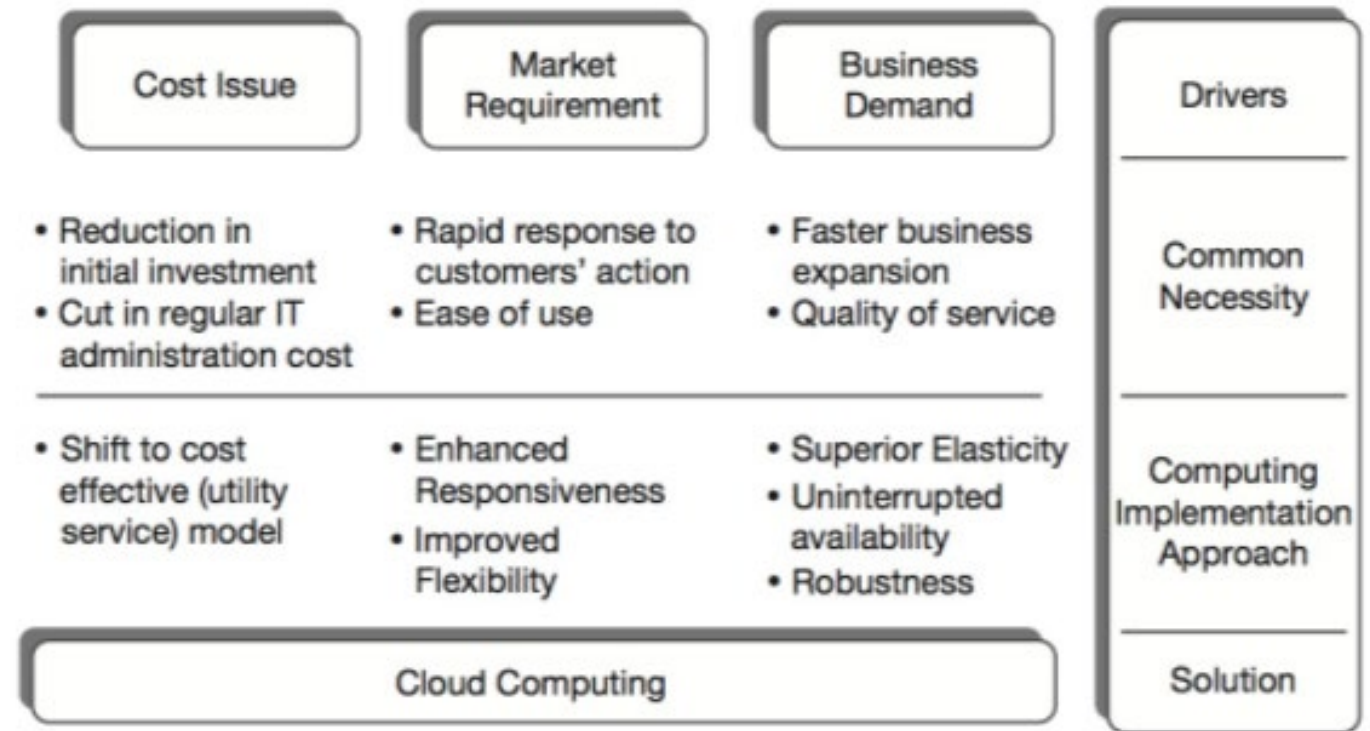 Cost Issue
Market
Requirement
Business
Demand
Drivers
• Reduction in
initial investment
• Cut in regular IT
administration cost
• Rapid response to
customers' action
• Ease of use
• Faster business
expansion
• Quality of service
Common
Necessity
• Shift to cost
effective (utility
service) model
• Enhanced
Responsiveness
• Improved
Flexibility
• Superior Elasticity
• Uninterrupted
availability
• Robustness
Computing
Implementation
Approach
Cloud Computing
Solution